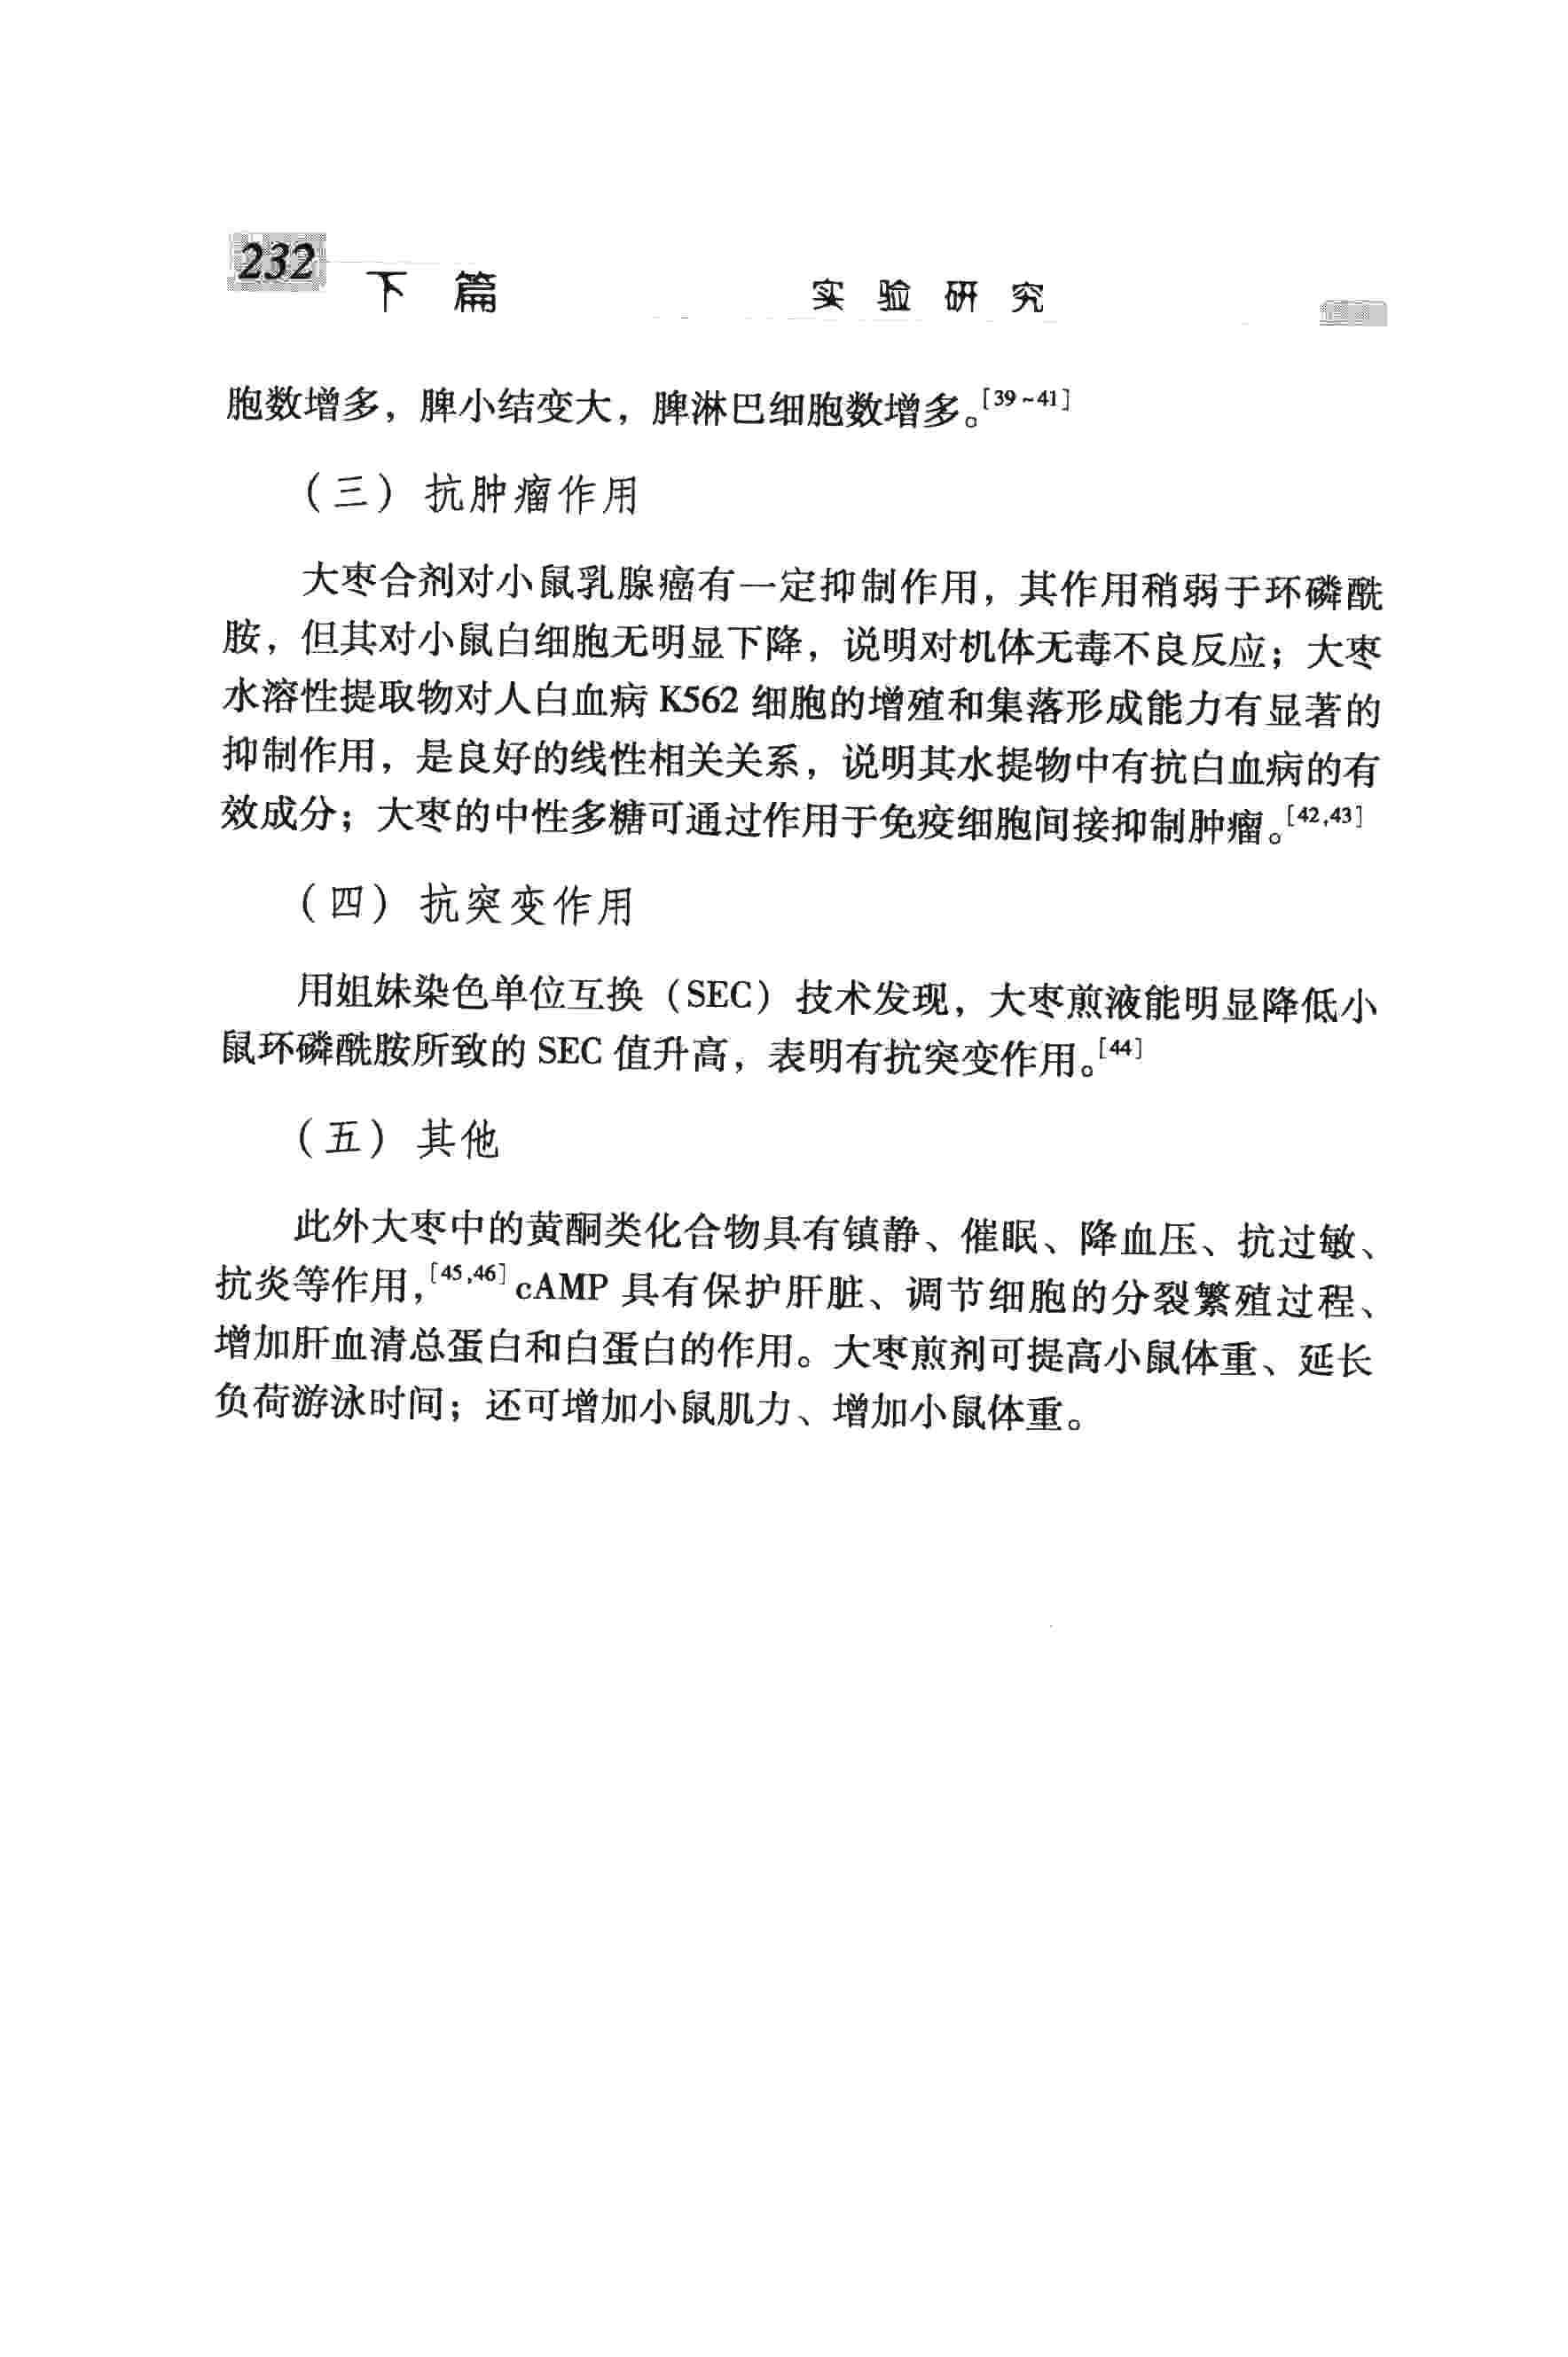 232
下 篇 实 验 研 究
胞数增多，脾小结变大，脾淋巴细胞数增多。[39~41]
（三） 抗肿瘤作用
大枣合剂对小鼠乳腺癌有一定抑制作用，其作用稍弱于环磷酰
胺，但其对小鼠白细胞无明显下降，说明对机体无毒不良反应；大枣
水溶性提取物对人白血病 K562 细胞的增殖和集落形成能力有显著的
抑制作用，是良好的线性相关关系，说明其水提物中有抗白血病的有
效成分；大枣的中性多糖可通过作用于免疫细胞间接抑制肿瘤。[42,43]
（四） 抗突变作用
用姐妹染色单位互换（SEC）技术发现，大枣煎液能明显降低小
鼠环磷酰胺所致的 SEC 值升高，表明有抗突变作用。[44]
（五） 其他
此外大枣中的黄酮类化合物具有镇静、催眠、降血压、抗过敏、
抗炎等作用，[45,46] cAMP 具有保护肝脏、调节细胞的分裂繁殖过程、
增加肝血清总蛋白和白蛋白的作用。大枣煎剂可提高小鼠体重、延长
负荷游泳时间；还可增加小鼠肌力、增加小鼠体重。